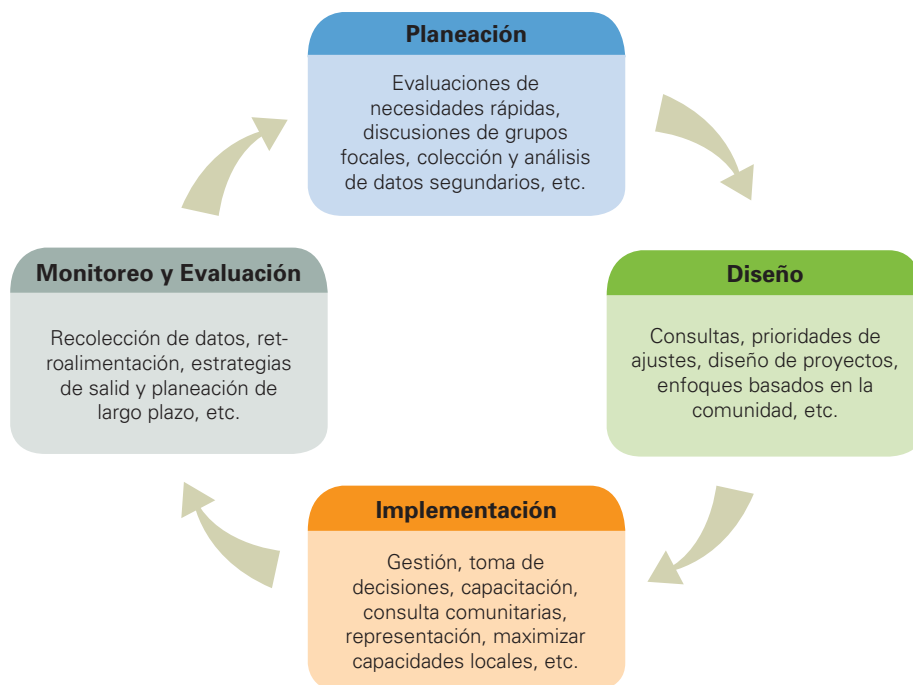 Planeación
Evaluaciones de
necesidades rápidas,
discusiones de grupos
focales, colección y análisis
de datos segundarios, etc.
Monitoreo y Evaluación
Recolección de datos, ret-
roalimentación, estrategias
de salid y planeación de
largo plazo, etc.
Diseño
Consultas, prioridades de
ajustes, diseño de proyectos,
enfoques basados en la
comunidad, etc.
Implementación
Gestión, toma de
decisiones, capacitación,
consulta comunitarias,
representación, maximizar
capacidades locales, etc.